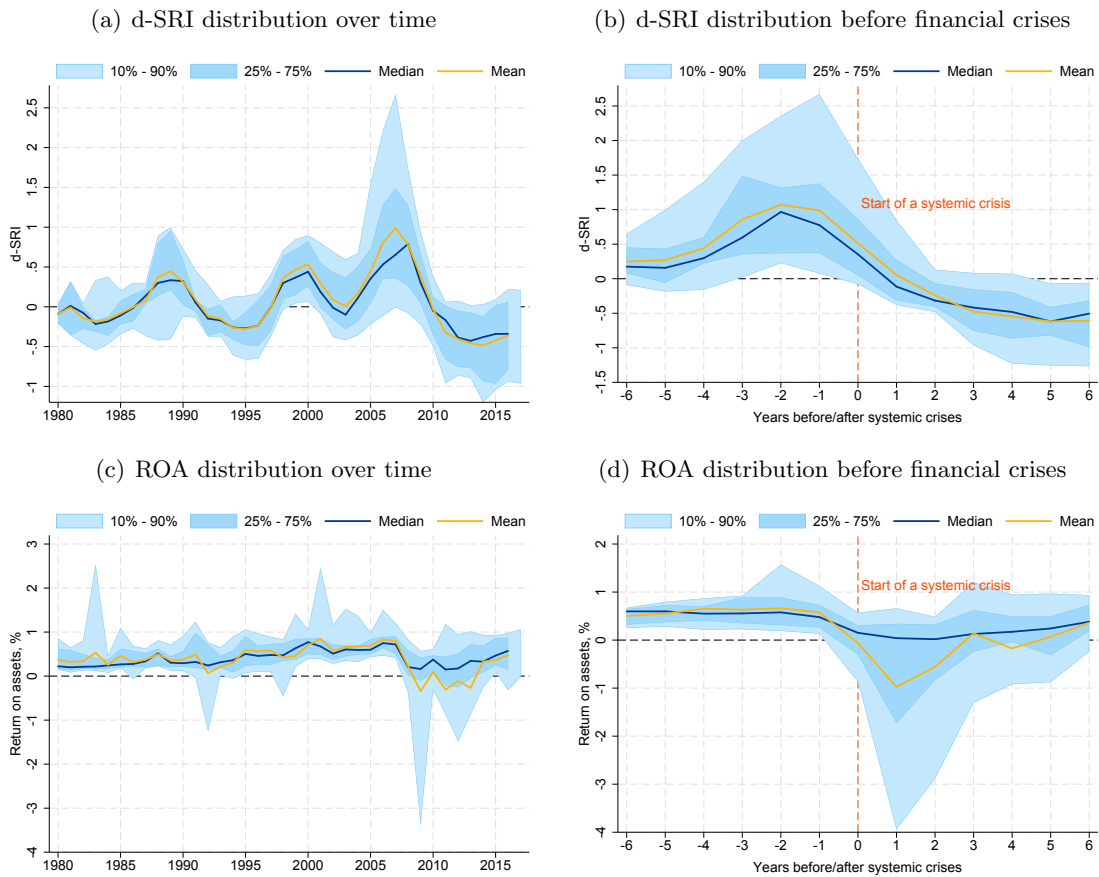 (a) d-SRI distribution over time
10% - 90% 25% - 75% Median Mean
d-SRI
2.5
2
1.5
1
.5
0
-.5
-1
1980 1985 1990 1995 2000 2005 2010 2015
(b) d-SRI distribution before financial crises
10% - 90% 25% - 75% Median Mean
d-SRI
2.5
2
1.5
1
.5
0
-.5
-1
-1.5
Start of a systemic crisis
-6 -5 -4 -3 -2 -1 0 1 2 3 4 5 6
Years before/after systemic crises
(c) ROA distribution over time
10% - 90% 25% - 75% Median Mean
Return on assets, %
3
2
1
0
-1
-2
-3
-4
1980 1985 1990 1995 2000 2005 2010 2015
(d) ROA distribution before financial crises
10% - 90% 25% - 75% Median Mean
Return on assets, %
2
1
0
-1
-2
-3
-4
Start of a systemic crisis
-6 -5 -4 -3 -2 -1 0 1 2 3 4 5 6
Years before/after systemic crises